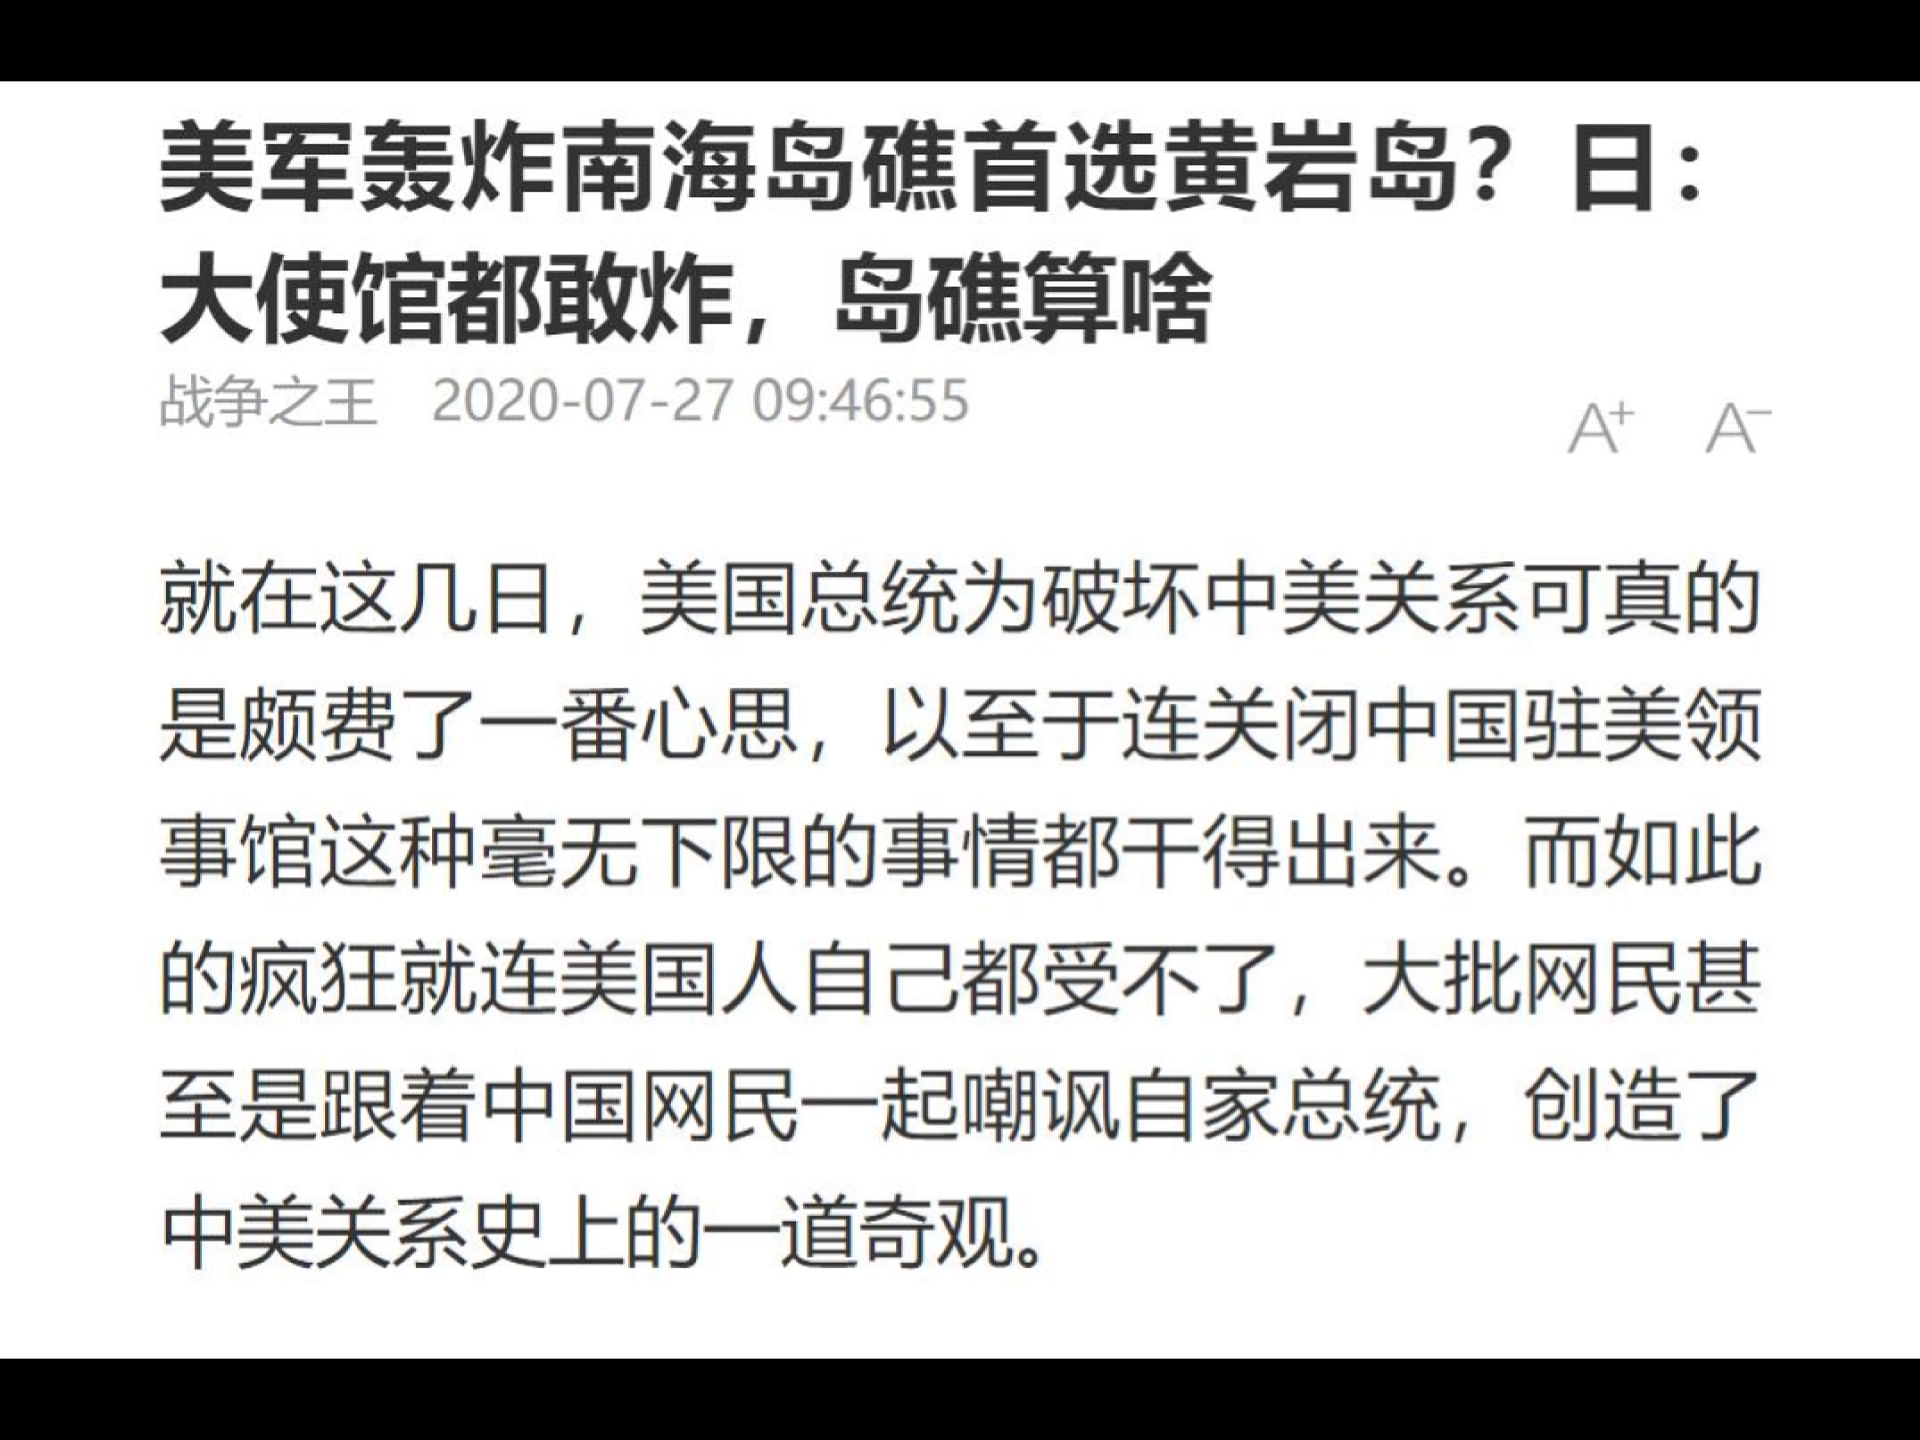 美军轰炸南海岛礁首选黄岩岛？日：
大使馆都敢炸，岛礁算啥
战争之王 2020-07-27 09:46:55
A+ A-
就在这几日，美国总统为破坏中美关系可真的
是颇费了一番心思，以至于连关闭中国驻美领
事馆这种毫无下限的事情都干得出来。而如此
的疯狂就连美国人自己都受不了，大批网民甚
至是跟着中国网民一起嘲讽自家总统，创造了
中美关系史上的一道奇观。